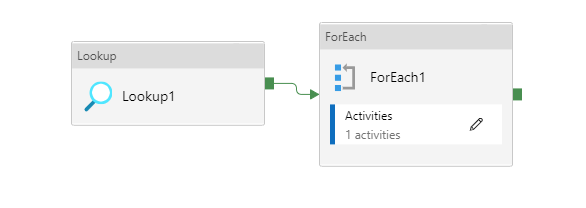 Lookup
Lookup1
ForEach
ForEach1
Activities
1 activities